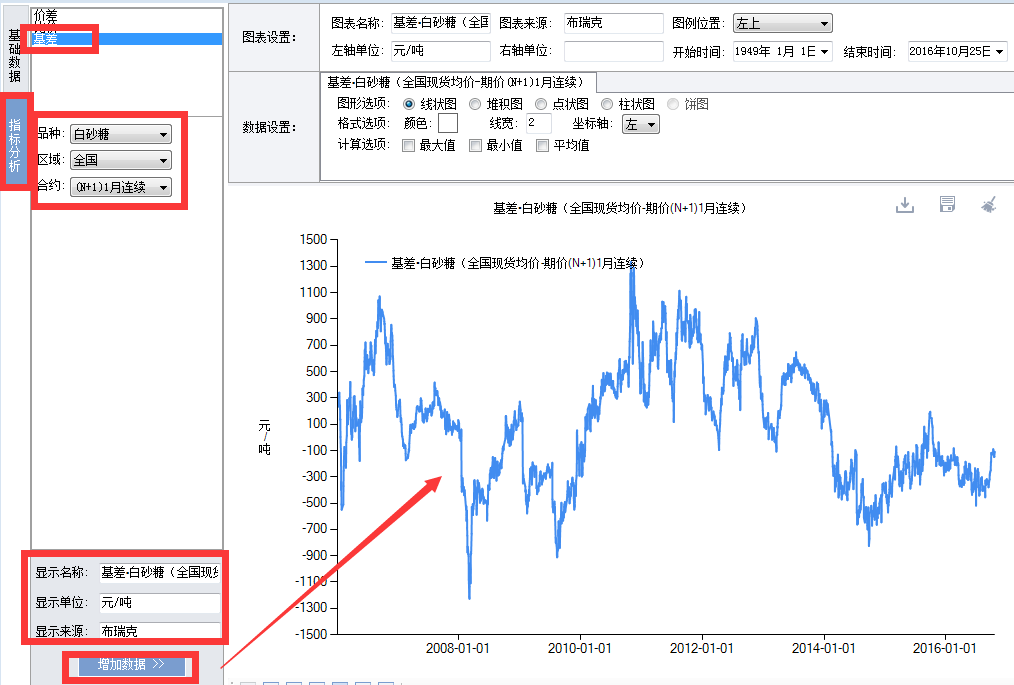 基础数据
指标分析
价差
基差
品种: 白砂糖
区域: 全国
合约: (N+1)1月连续
显示名称: 基差-白砂糖（全国现货
显示单位: 元/吨
显示来源: 布瑞克
增加数据 >>
图表设置:
图表名称: 基差-白砂糖（全国 图表来源: 布瑞克 图例位置: 左上
左轴单位: 元/吨 右轴单位: 开始时间: 1949年 1月 1日 结束时间: 2016年10月25日
数据设置:
基差-白砂糖（全国现货均价-期价(N+1)1月连续）
图形选项: 线状图 堆积图 点状图 柱状图 饼图
格式选项: 颜色: 线宽: 2 坐标轴: 左
计算选项: 最大值 最小值 平均值
基差-白砂糖（全国现货均价-期价(N+1)1月连续）
基差-白砂糖（全国现货均价-期价(N+1)1月连续）
1500
1300
1100
900
700
500
300
100
-100
-300
-500
-700
-900
-1100
-1300
-1500
元/吨
2008-01-01 2010-01-01 2012-01-01 2014-01-01 2016-01-01